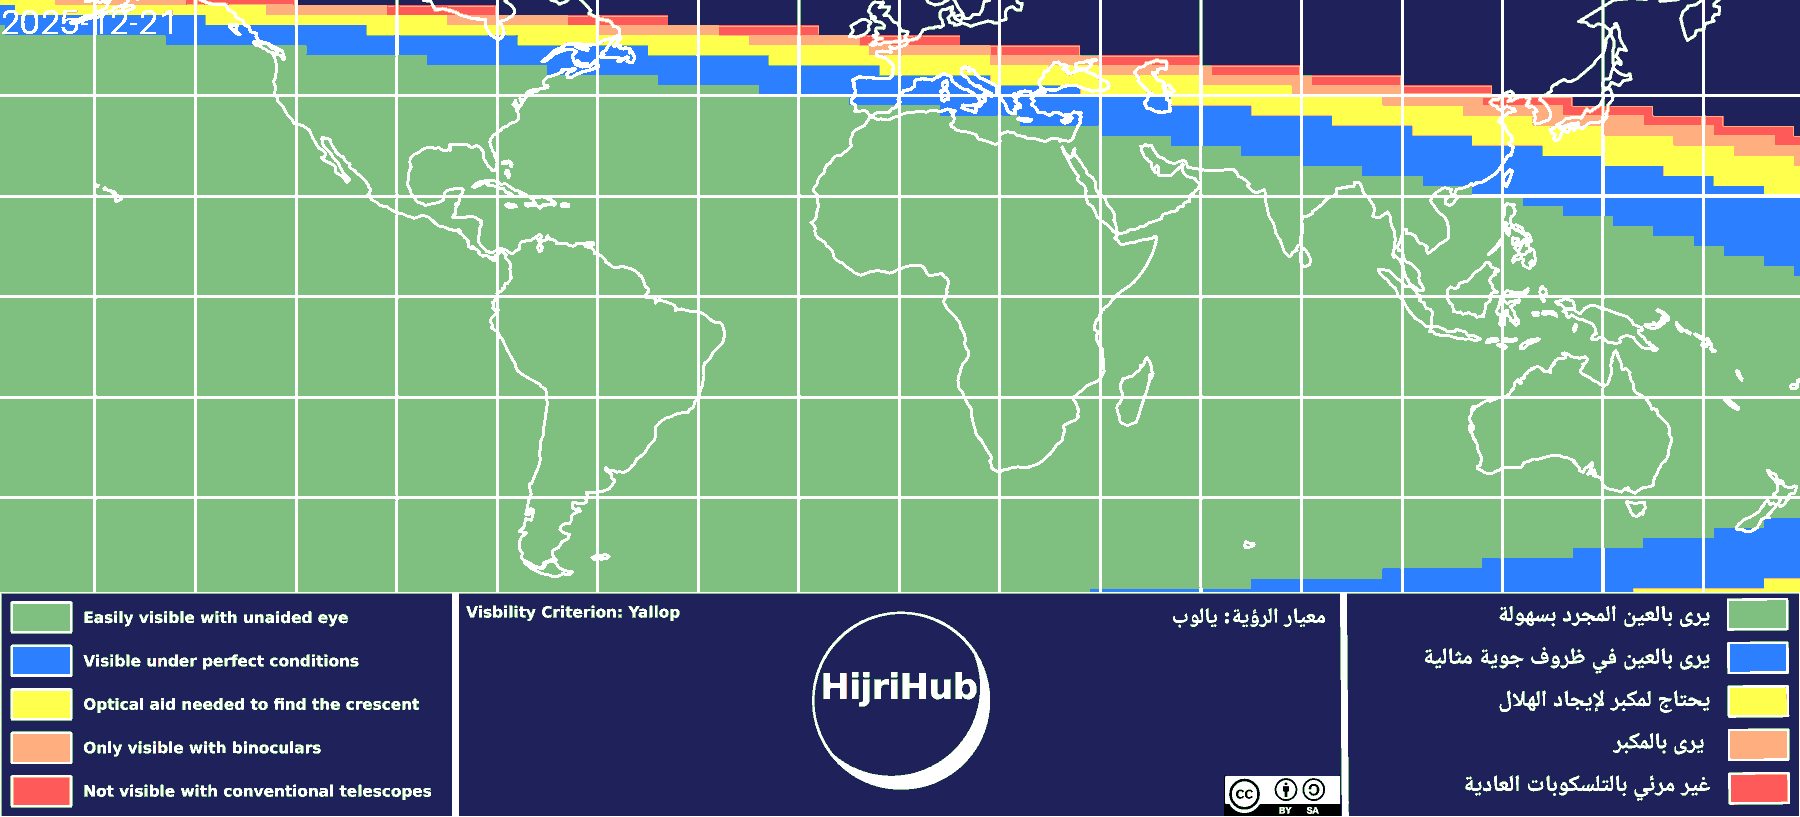 2025-12-21
Easily visible with unaided eye
Visible under perfect conditions
Optical aid needed to find the crescent
Only visible with binoculars
Not visible with conventional telescopes
Visbility Criterion: Yallop
معيار الرؤية: يالوب
HijriHub
cc
BY SA
يرى بالعين المجرد بسهولة
يرى بالعين في ظروف جوية مثالية
يحتاج لمكبر لإيجاد الهلال
يرى بالمكبر
غير مرئي بالتلسكوبات العادية